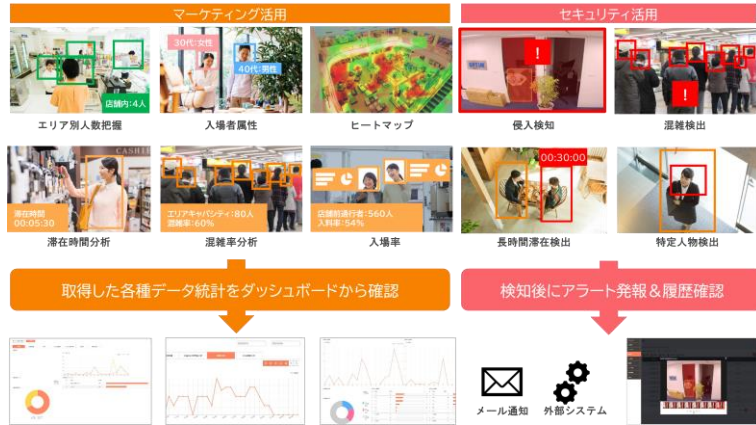 マーケティング活用
セキュリティ活用
店舗内:4人
30代:女性
40代:男性
!
!
エリア別人数把握
入場者属性
ヒートマップ
侵入検知
混雑検出
CASHIE
滞在時間
00:05:30
エリアキャパシティ:80人
混雑率:60%
店舗前通行者:560人
入料率:54%
00:30:00
滞在時間分析
混雑率分析
入場率
長時間滞在検出
特定人物検出
取得した各種データ統計をダッシュボードから確認
検知後にアラート発報&履歴確認
メール通知
外部システム